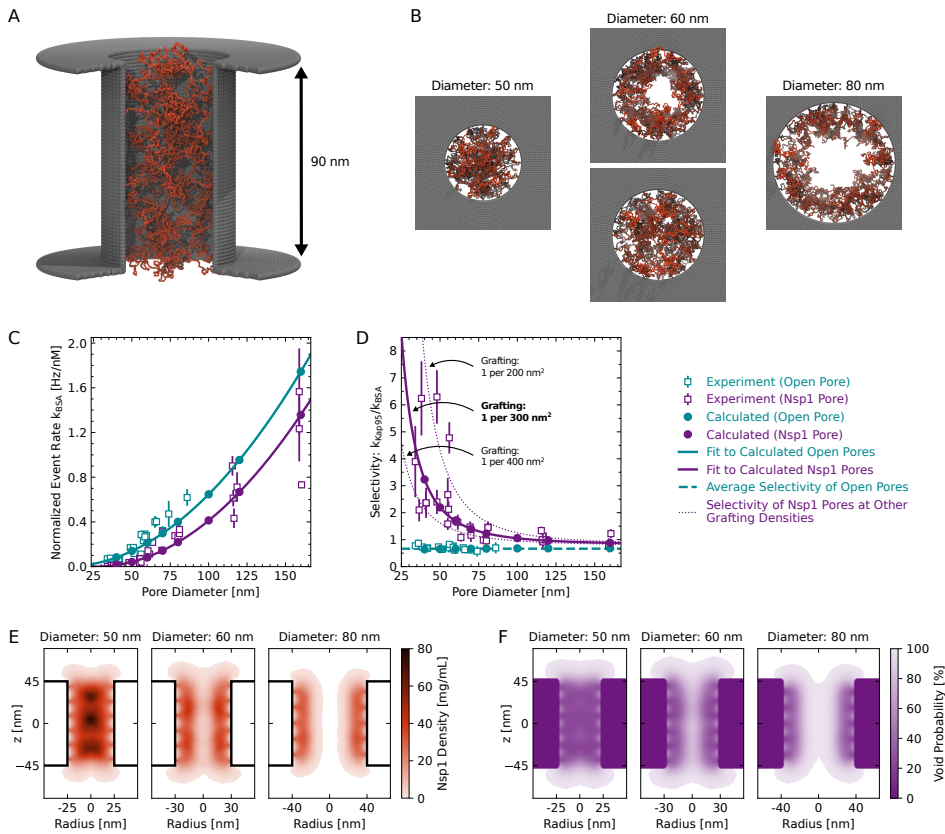 A
90 nm
B
Diameter: 50 nm
Diameter: 60 nm
Diameter: 80 nm
C
Normalized Event Rate k_BSA [Hz/nM]
2.0
1.6
1.2
0.8
0.4
0.0
25 50 75 100 125 150
Pore Diameter [nm]
D
Selectivity: k_Kap95/k_BSA
8
7
6
5
4
3
2
1
0
25 50 75 100 125 150
Pore Diameter [nm]
Grafting:
1 per 200 nm²
Grafting:
1 per 300 nm²
Grafting:
1 per 400 nm²
Experiment (Open Pore)
Experiment (Nsp1 Pore)
Calculated (Open Pore)
Calculated (Nsp1 Pore)
Fit to Calculated Open Pores
Fit to Calculated Nsp1 Pores
Average Selectivity of Open Pores
Selectivity of Nsp1 Pores at Other
Grafting Densities
E
Diameter: 50 nm
Diameter: 60 nm
Diameter: 80 nm
z [nm]
45
0
−45
-25 0 25
-30 0 30
-40 0 40
Radius [nm]
Radius [nm]
Radius [nm]
80
60
40
20
0
Nsp1 Density [mg/mL]
F
Diameter: 50 nm
Diameter: 60 nm
Diameter: 80 nm
z [nm]
45
0
−45
-25 0 25
-30 0 30
-40 0 40
Radius [nm]
Radius [nm]
Radius [nm]
100
80
60
40
20
0
Void Probability [%]